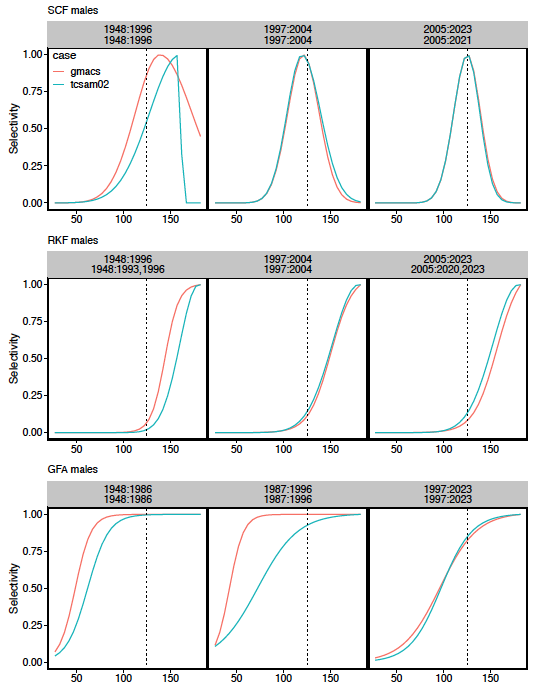 SCF males
1948:1996 1997:2004 2005:2023
1948:1996 1997:2004 2005:2021
case
gmacs
tcsam02
Selectivity
1.00
0.75
0.50
0.25
0.00
50 100 150 50 100 150 50 100 150
RKF males
1948:1996 1997:2004 2005:2023
1948:1993,1996 1997:2004 2005:2020,2023
Selectivity
1.00
0.75
0.50
0.25
0.00
50 100 150 50 100 150 50 100 150
GFA males
1948:1986 1987:1996 1997:2023
1948:1986 1987:1996 1997:2023
Selectivity
1.00
0.75
0.50
0.25
0.00
50 100 150 50 100 150 50 100 150